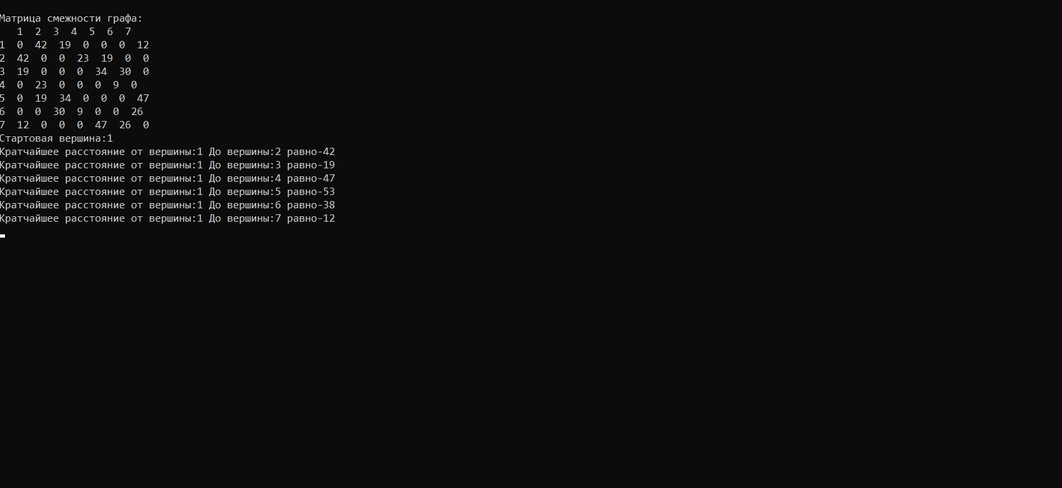 Матрица смежности графа:
1 2 3 4 5 6 7
1 0 42 19 0 0 0 12
2 42 0 0 23 19 0 0
3 19 0 0 0 34 30 0
4 0 23 0 0 0 9 0
5 0 19 34 0 0 0 47
6 0 0 30 9 0 0 26
7 12 0 0 0 47 26 0
Стартовая вершина:1
Кратчайшее расстояние от вершины:1 До вершины:2 равно-42
Кратчайшее расстояние от вершины:1 До вершины:3 равно-19
Кратчайшее расстояние от вершины:1 До вершины:4 равно-47
Кратчайшее расстояние от вершины:1 До вершины:5 равно-53
Кратчайшее расстояние от вершины:1 До вершины:6 равно-38
Кратчайшее расстояние от вершины:1 До вершины:7 равно-12